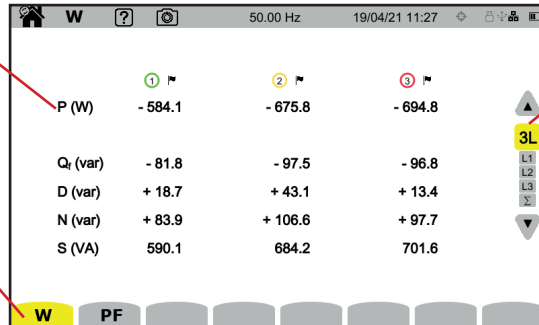 W ? 50.00 Hz 19/04/21 11:27
1 2 3
P (W) - 584.1 - 675.8 - 694.8
3L
L1
Qf (var) - 81.8 - 97.5 - 96.8
L2
D (var) + 18.7 + 43.1 + 13.4
L3
Σ
N (var) + 83.9 + 106.6 + 97.7
S (VA) 590.1 684.2 701.6
W PF